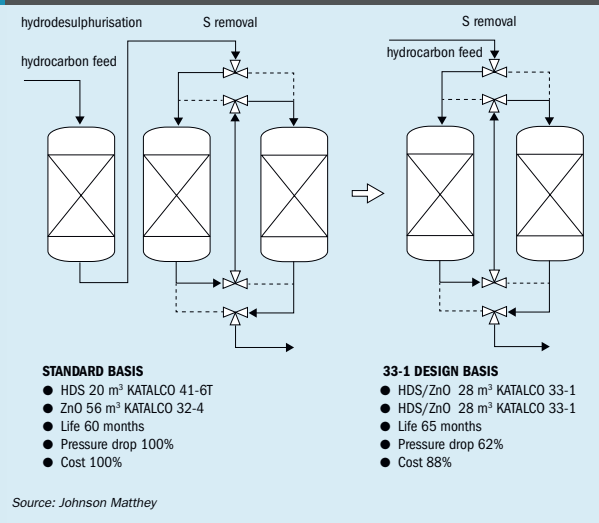 hydrodesulphurisation
S removal
hydrocarbon feed
S removal
hydrocarbon feed
STANDARD BASIS
● HDS 20 m³ KATALCO 41-6T
● ZnO 56 m³ KATALCO 32-4
● Life 60 months
● Pressure drop 100%
● Cost 100%
33-1 DESIGN BASIS
● HDS/ZnO 28 m³ KATALCO 33-1
● HDS/ZnO 28 m³ KATALCO 33-1
● Life 65 months
● Pressure drop 62%
● Cost 88%
Source: Johnson Matthey